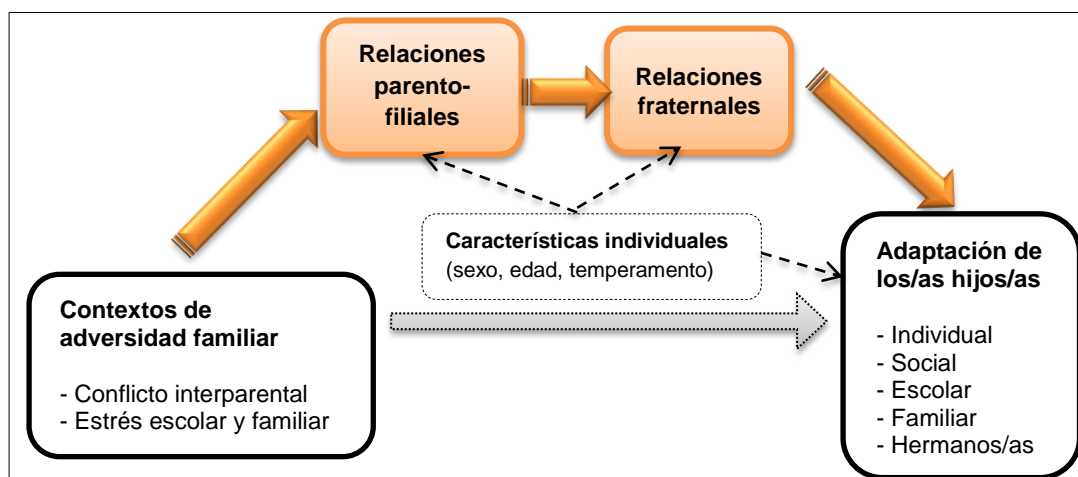 Relaciones
parento-
filiales
Relaciones
fraternales
Características individuales
(sexo, edad, temperamento)
Contextos de
adversidad familiar
- Conflicto interparental
- Estrés escolar y familiar
Adaptación de
los/as hijos/as
- Individual
- Social
- Escolar
- Familiar
- Hermanos/as